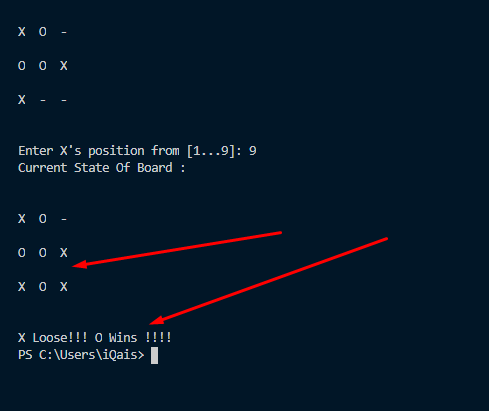 X O -
O O X
X - -
Enter X's position from [1...9]: 9
Current State Of Board :
X O -
O O X
X O X
X Loose!!! O Wins !!!!
PS C:\Users\iQais>